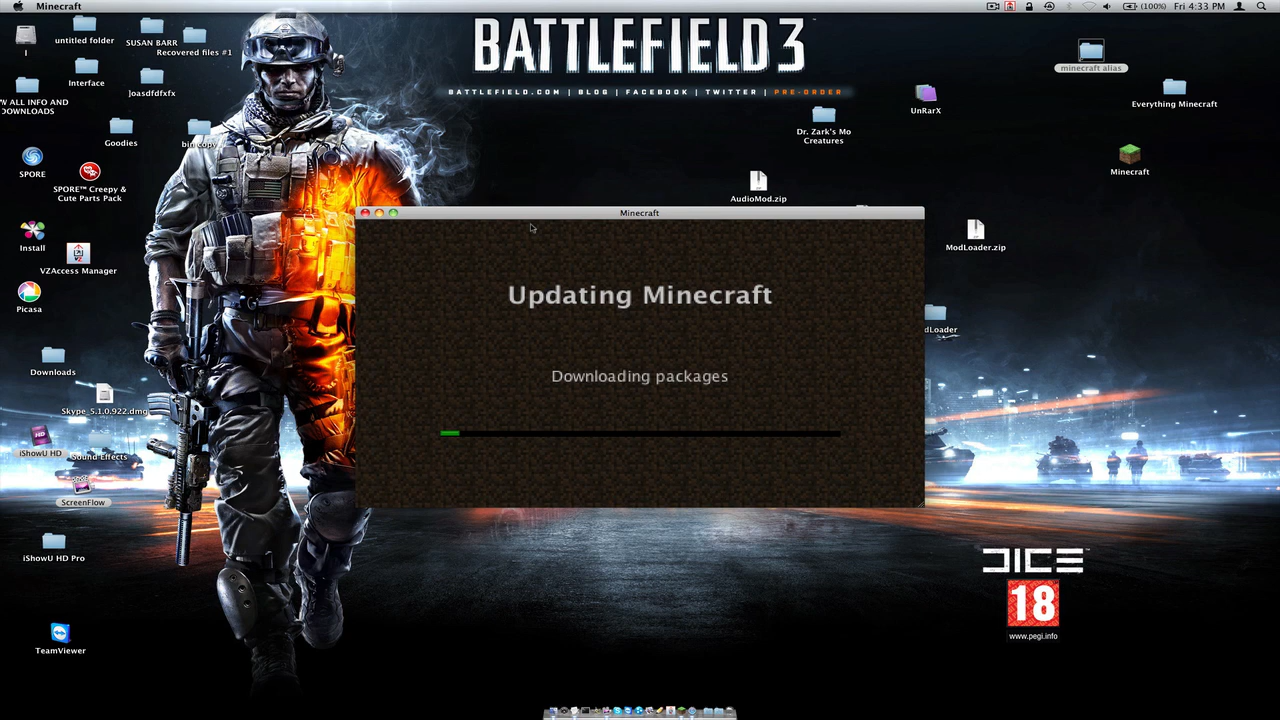 Minecraft
(100%) Fri 4:33 PM
BATTLEFIELD 3
BATTLEFIELD.COM | BLOG | FACEBOOK | TWITTER | PRE-ORDER
I
untitled folder
SUSAN BARR
Recovered files #1
Interface
]oasdfdfxfx
W ALL INFO AND
DOWNLOADS
Goodies
bin copy
SPORE
SPORE™ Creepy &
Cute Parts Pack
Install
VZAccess Manager
Picasa
Downloads
Skype_5.1.0.922.dmg
iShowU HD
Sound Effects
ScreenFlow
iShowU HD Pro
TeamViewer
minecraft alias
Everything Minecraft
UnRarX
Dr. Zark's Mo
Creatures
Minecraft
AudioMod.zip
ModLoader.zip
dLoader
Minecraft
Updating Minecraft
Downloading packages
DICE
18
www.pegi.info